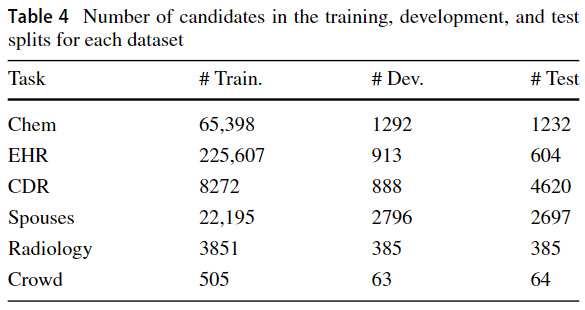 Table 4 Number of candidates in the training, development, and test
splits for each dataset
Task # Train. # Dev. # Test
Chem 65,398 1292 1232
EHR 225,607 913 604
CDR 8272 888 4620
Spouses 22,195 2796 2697
Radiology 3851 385 385
Crowd 505 63 64